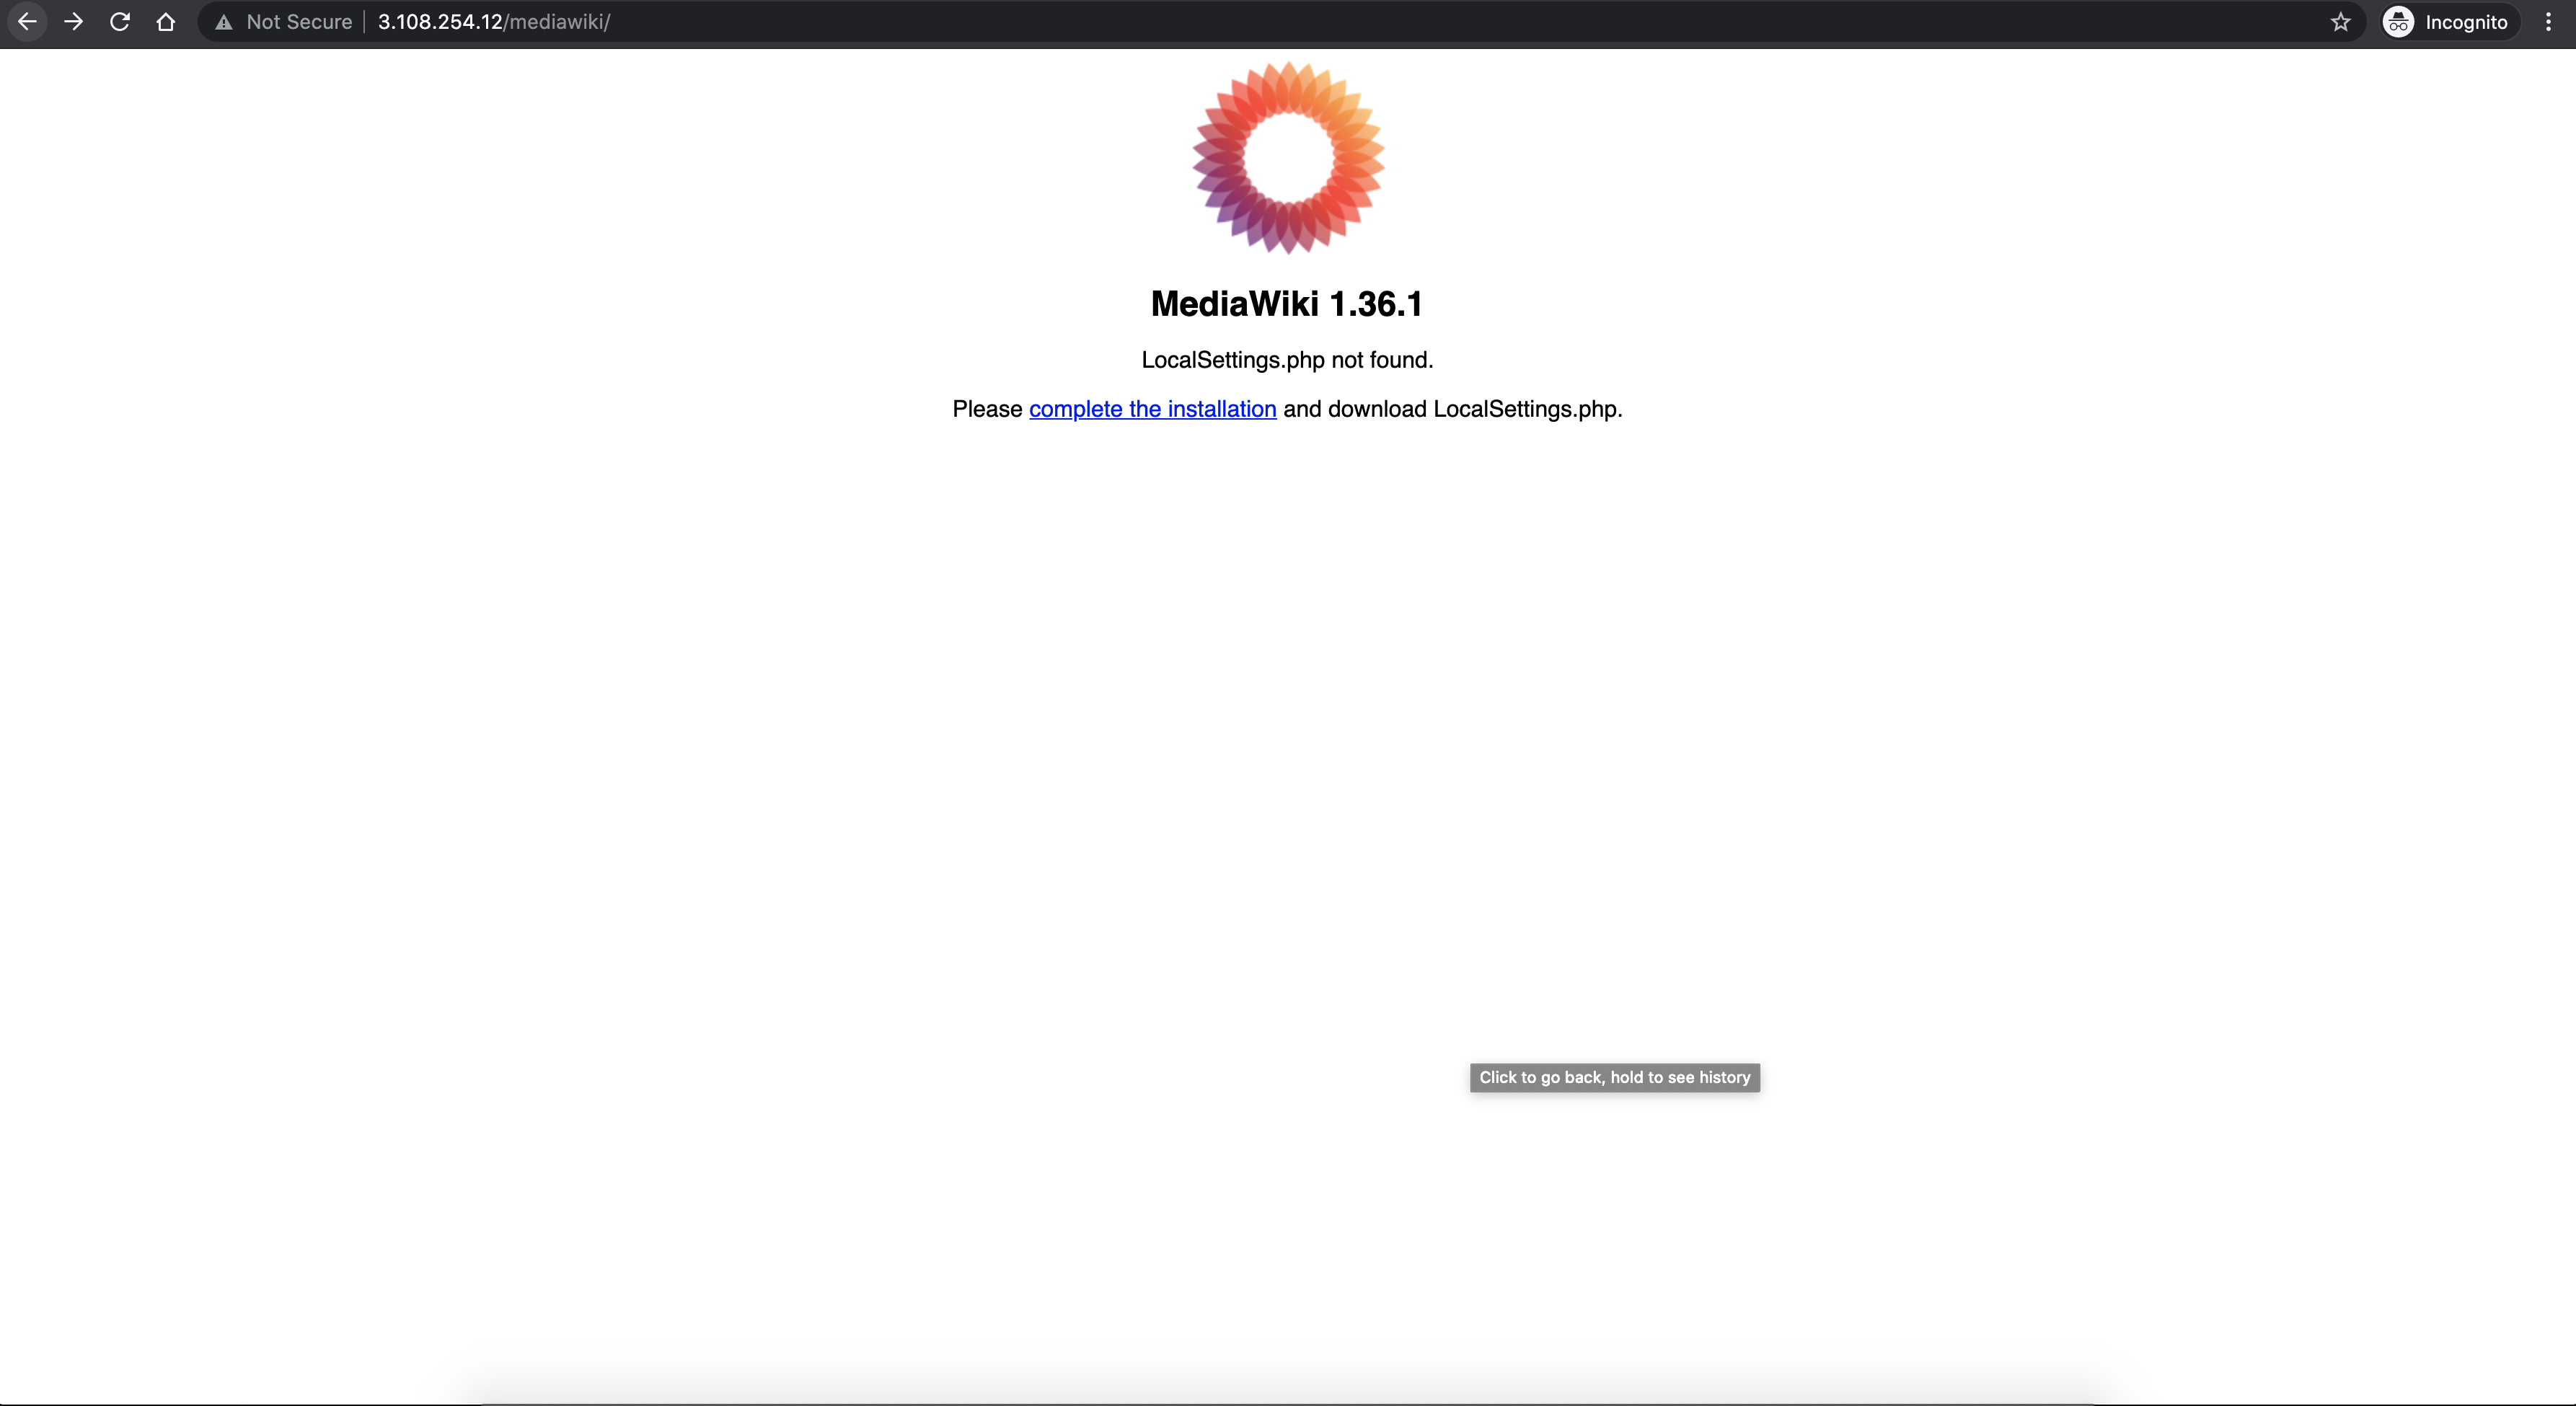 Not Secure 3.108.254.12/mediawiki/ Incognito
MediaWiki 1.36.1
LocalSettings.php not found.
Please complete the installation and download LocalSettings.php.
Click to go back, hold to see history